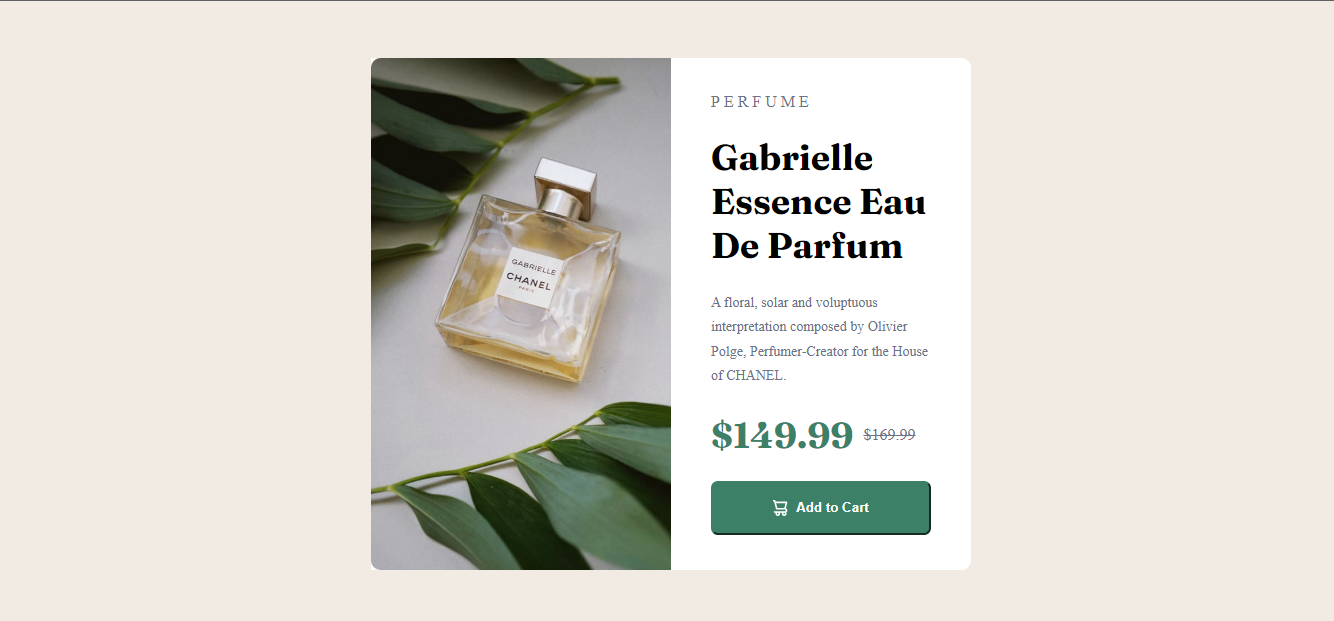 GABRIELLE
CHANEL
PARIS
PERFUME
Gabrielle
Essence Eau
De Parfum
A floral, solar and voluptuous
interpretation composed by Olivier
Polge, Perfumer-Creator for the House
of CHANEL.
$149.99 $169.99
Add to Cart